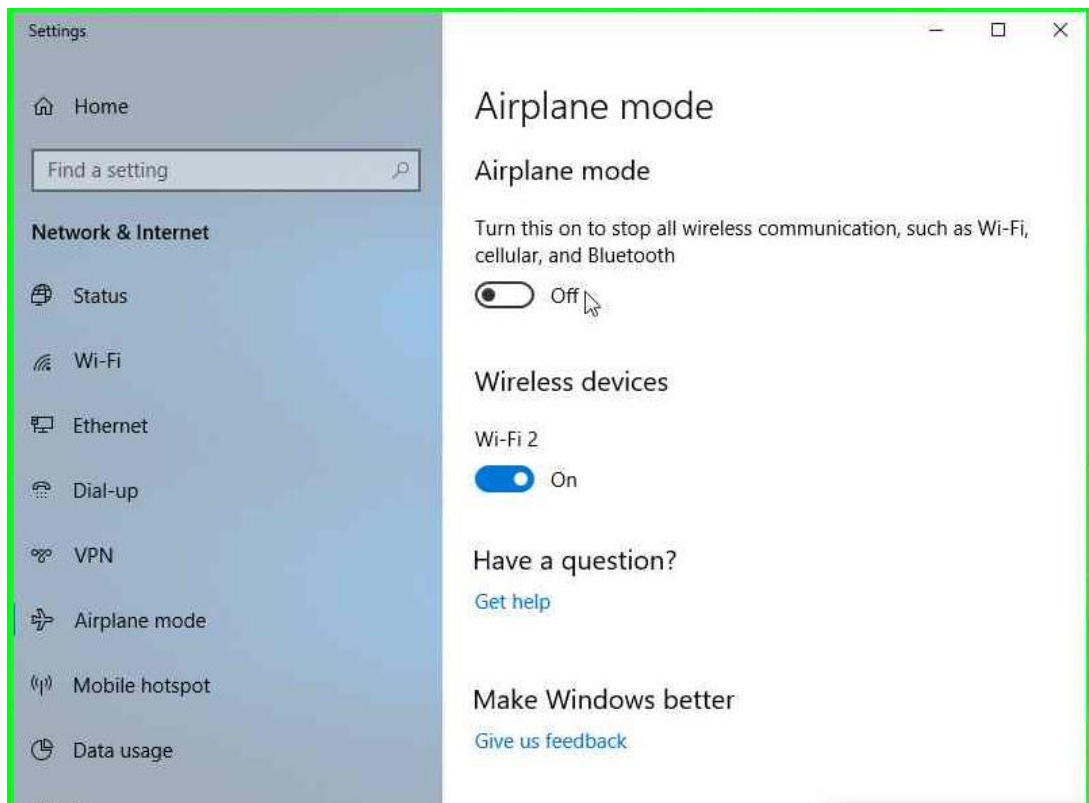 Settings
Home
Find a setting
Network & Internet
Status
Wi-Fi
Ethernet
Dial-up
VPN
Airplane mode
Mobile hotspot
Data usage
Airplane mode
Airplane mode
Turn this on to stop all wireless communication, such as Wi-Fi,
cellular, and Bluetooth
Off
Wireless devices
Wi-Fi 2
On
Have a question?
Get help
Make Windows better
Give us feedback